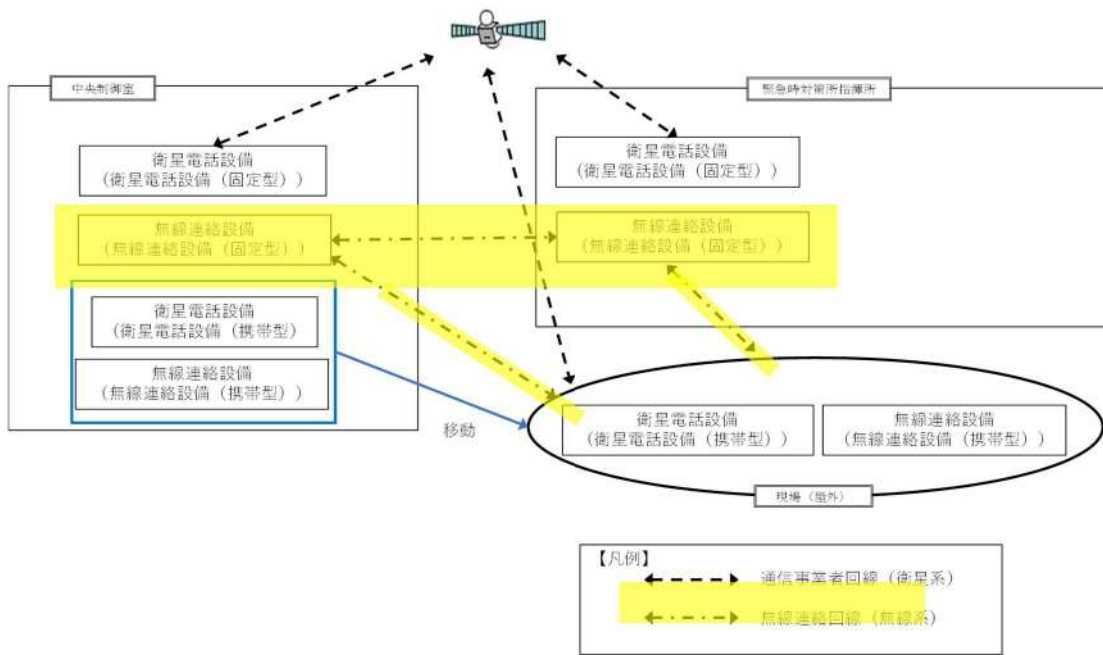 中央制御室
緊急時対策所指揮所
衛星電話設備
(衛星電話設備（固定型）)
衛星電話設備
(衛星電話設備（固定型）)
無線連絡設備
(無線連絡設備（固定型）)
無線連絡設備
(無線連絡設備（固定型）)
衛星電話設備
(衛星電話設備（携帯型）
無線連絡設備
(無線連絡設備（携帯型）)
移動
衛星電話設備
(衛星電話設備（携帯型）)
無線連絡設備
(無線連絡設備（携帯型）)
現場（屋外）
【凡例】
通信事業者回線（衛星系）
無線連絡回線（無線系）